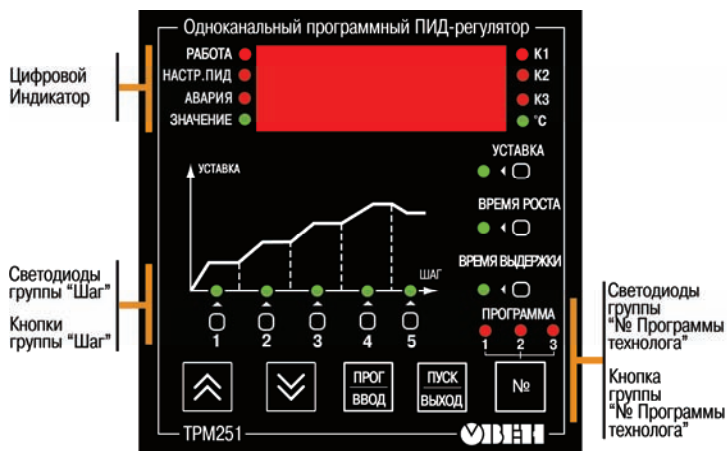 Одноканальный программный ПИД-регулятор
РАБОТА
НАСТР.ПИД
АВАРИЯ
ЗНАЧЕНИЕ
К1
К2
К3
°С
Цифровой
Индикатор
УСТАВКА
УСТАВКА
ВРЕМЯ РОСТА
ВРЕМЯ ВЫДЕРЖКИ
ШАГ
Светодиоды
группы “Шаг”
Кнопки
группы “Шаг”
1 2 3 4 5
ПРОГРАММА
1 2 3
Светодиоды
группы
“№ Программы
технолога”
Кнопка
группы
“№ Программы
технолога”
ПРОГ
ВВОД
ПУСК
ВЫХОД
№
ТРМ251
ОВЕН